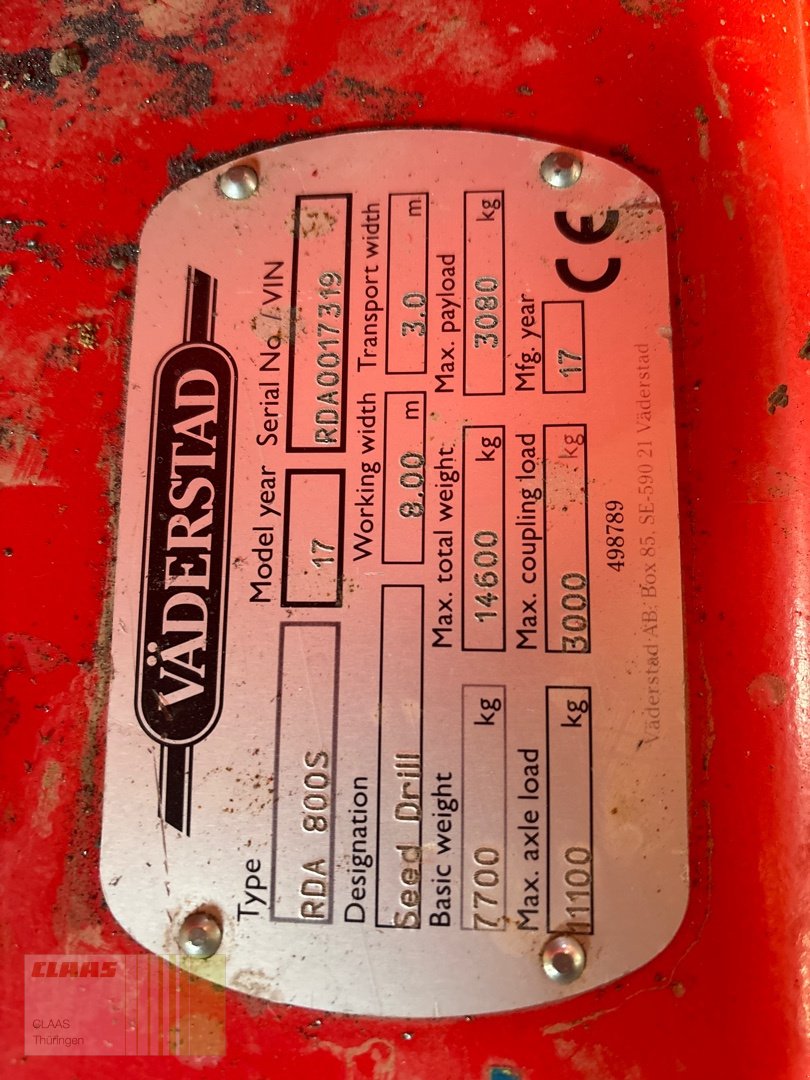 VÄDERSTAD
Type Model year Serial No. / VIN
RDA 800S 17 RDA0017319
Designation Working width Transport width
Seed Drill 8.00 m 3.0 m
Basic weight Max. total weight Max. payload
7700 kg 14600 kg 3080 kg
Max. axle load Max. coupling load Mfg. year
11100 kg 3000 kg 17
CE
498789
Väderstad AB, Box 85, SE-590 21 Väderstad
CLAAS
CLAAS
Thüringen